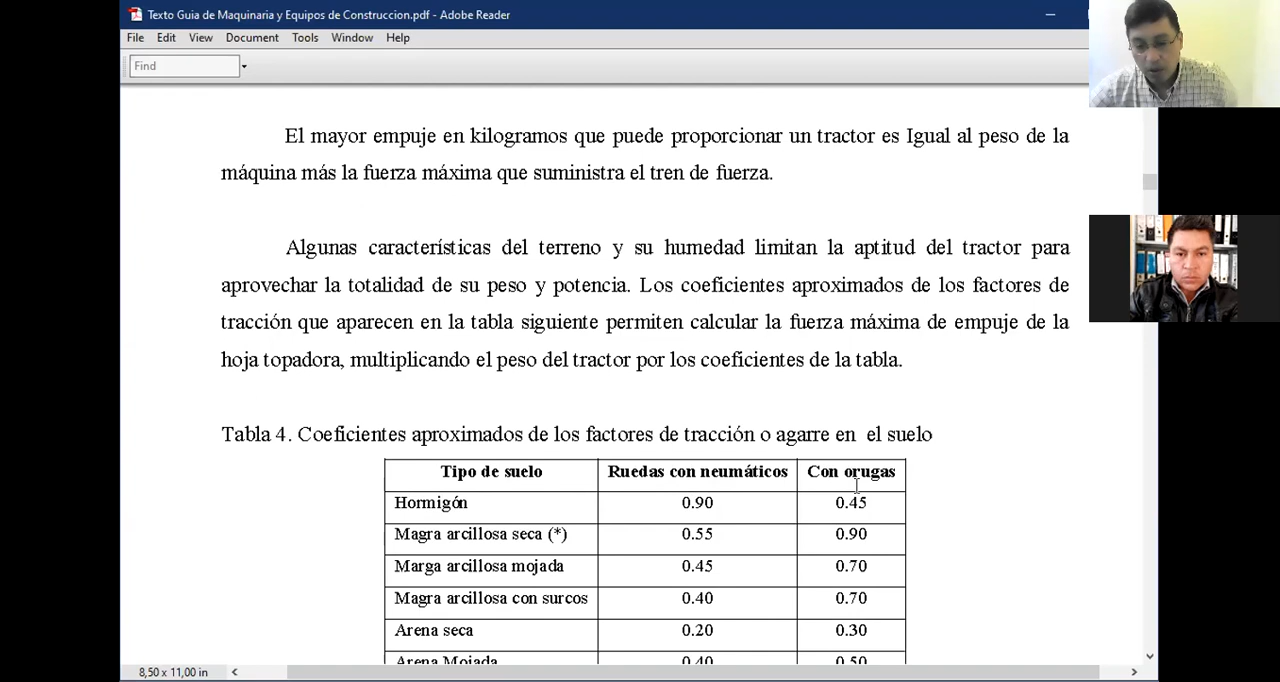 Texto Guia de Maquinaria y Equipos de Construccion.pdf - Adobe Reader
File Edit View Document Tools Window Help
Find
El mayor empuje en kilogramos que puede proporcionar un tractor es Igual al peso de la
máquina más la fuerza máxima que suministra el tren de fuerza.
Algunas características del terreno y su humedad limitan la aptitud del tractor para
aprovechar la totalidad de su peso y potencia. Los coeficientes aproximados de los factores de
tracción que aparecen en la tabla siguiente permiten calcular la fuerza máxima de empuje de la
hoja topadora, multiplicando el peso del tractor por los coeficientes de la tabla.
Tabla 4. Coeficientes aproximados de los factores de tracción o agarre en el suelo
Tipo de suelo Ruedas con neumáticos Con orugas
Hormigón 0.90 0.45
Magra arcillosa seca (*) 0.55 0.90
Marga arcillosa mojada 0.45 0.70
Magra arcillosa con surcos 0.40 0.70
Arena seca 0.20 0.30
Arena Mojada 0.40 0.50
8,50 x 11,00 in